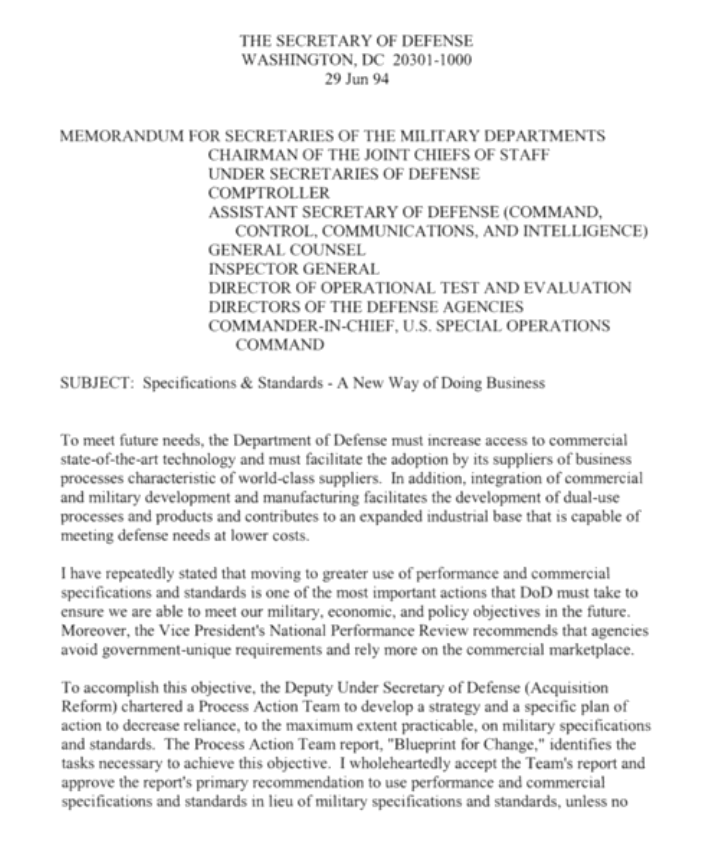 THE SECRETARY OF DEFENSE
WASHINGTON, DC 20301-1000
29 Jun 94
MEMORANDUM FOR SECRETARIES OF THE MILITARY DEPARTMENTS
CHAIRMAN OF THE JOINT CHIEFS OF STAFF
UNDER SECRETARIES OF DEFENSE
COMPTROLLER
ASSISTANT SECRETARY OF DEFENSE (COMMAND,
CONTROL, COMMUNICATIONS, AND INTELLIGENCE)
GENERAL COUNSEL
INSPECTOR GENERAL
DIRECTOR OF OPERATIONAL TEST AND EVALUATION
DIRECTORS OF THE DEFENSE AGENCIES
COMMANDER-IN-CHIEF, U.S. SPECIAL OPERATIONS
COMMAND
SUBJECT: Specifications & Standards - A New Way of Doing Business
To meet future needs, the Department of Defense must increase access to commercial
state-of-the-art technology and must facilitate the adoption by its suppliers of business
processes characteristic of world-class suppliers. In addition, integration of commercial
and military development and manufacturing facilitates the development of dual-use
processes and products and contributes to an expanded industrial base that is capable of
meeting defense needs at lower costs.
I have repeatedly stated that moving to greater use of performance and commercial
specifications and standards is one of the most important actions that DoD must take to
ensure we are able to meet our military, economic, and policy objectives in the future.
Moreover, the Vice President's National Performance Review recommends that agencies
avoid government-unique requirements and rely more on the commercial marketplace.
To accomplish this objective, the Deputy Under Secretary of Defense (Acquisition
Reform) chartered a Process Action Team to develop a strategy and a specific plan of
action to decrease reliance, to the maximum extent practicable, on military specifications
and standards. The Process Action Team report, "Blueprint for Change," identifies the
tasks necessary to achieve this objective. I wholeheartedly accept the Team's report and
approve the report's primary recommendation to use performance and commercial
specifications and standards in lieu of military specifications and standards, unless no